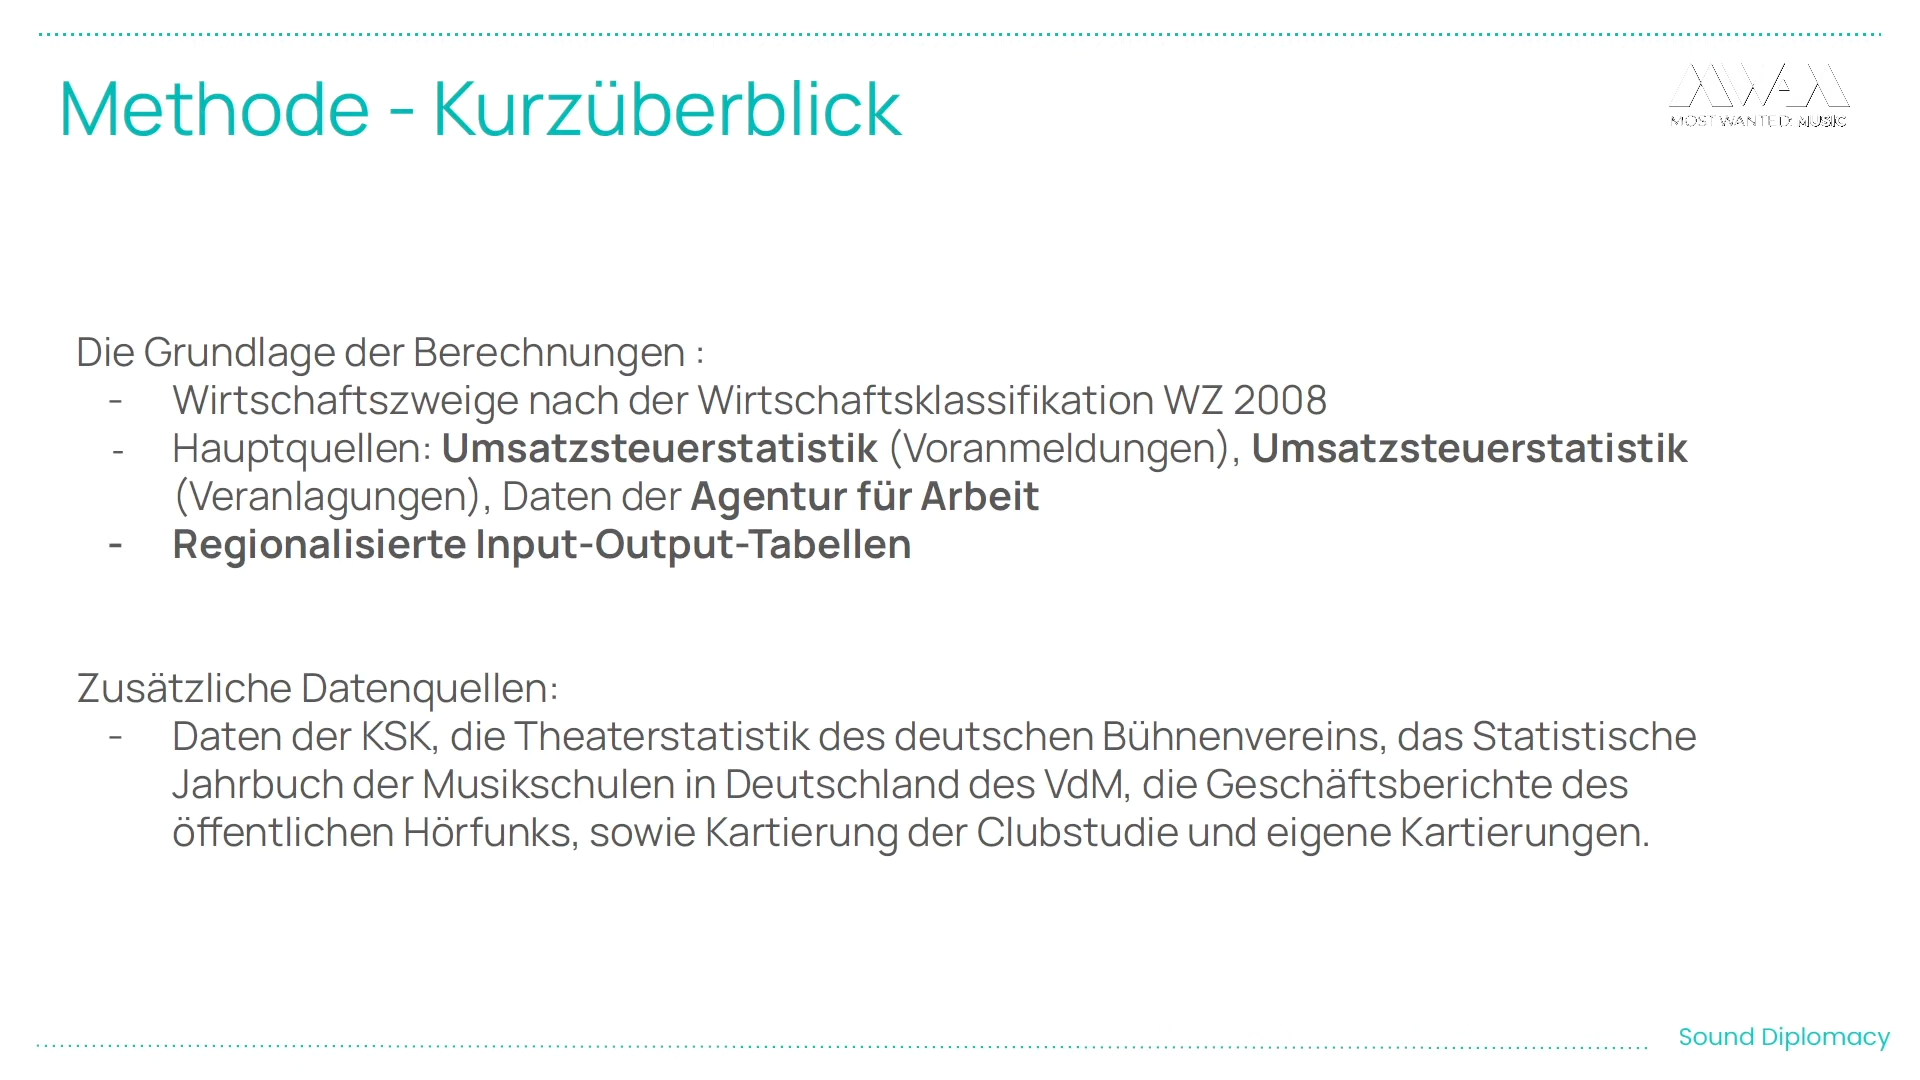 Methode - Kurzüberblick
MOST WANTED: MUSIC
Die Grundlage der Berechnungen :
- Wirtschaftszweige nach der Wirtschaftsklassifikation WZ 2008
- Hauptquellen: Umsatzsteuerstatistik (Voranmeldungen), Umsatzsteuerstatistik
(Veranlagungen), Daten der Agentur für Arbeit
- Regionalisierte Input-Output-Tabellen
Zusätzliche Datenquellen:
- Daten der KSK, die Theaterstatistik des deutschen Bühnenvereins, das Statistische
Jahrbuch der Musikschulen in Deutschland des VdM, die Geschäftsberichte des
öffentlichen Hörfunks, sowie Kartierung der Clubstudie und eigene Kartierungen.
Sound Diplomacy